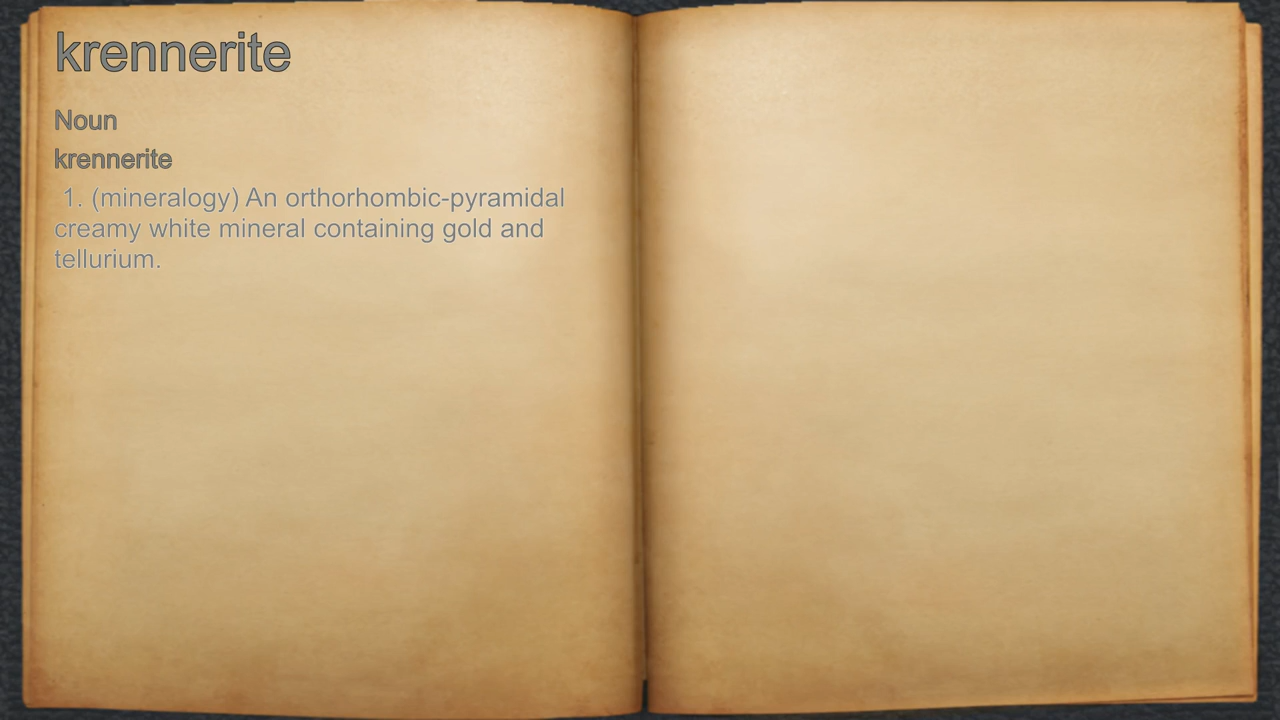 krennerite
Noun
krennerite
1. (mineralogy) An orthorhombic-pyramidal
creamy white mineral containing gold and
tellurium.